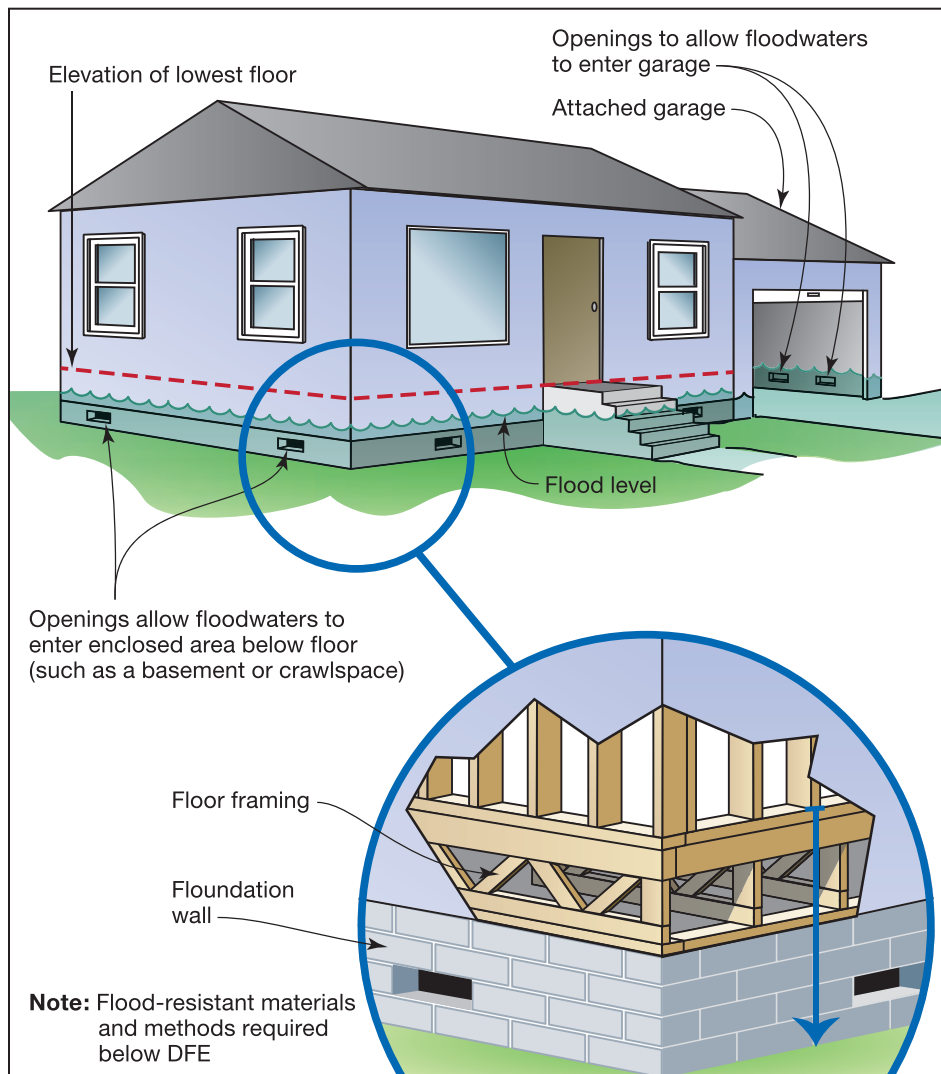 Openings to allow floodwaters
to enter garage
Elevation of lowest floor
Attached garage
Flood level
Openings allow floodwaters to
enter enclosed area below floor
(such as a basement or crawlspace)
Floor framing
Floundation
wall
Note: Flood-resistant materials
and methods required
below DFE